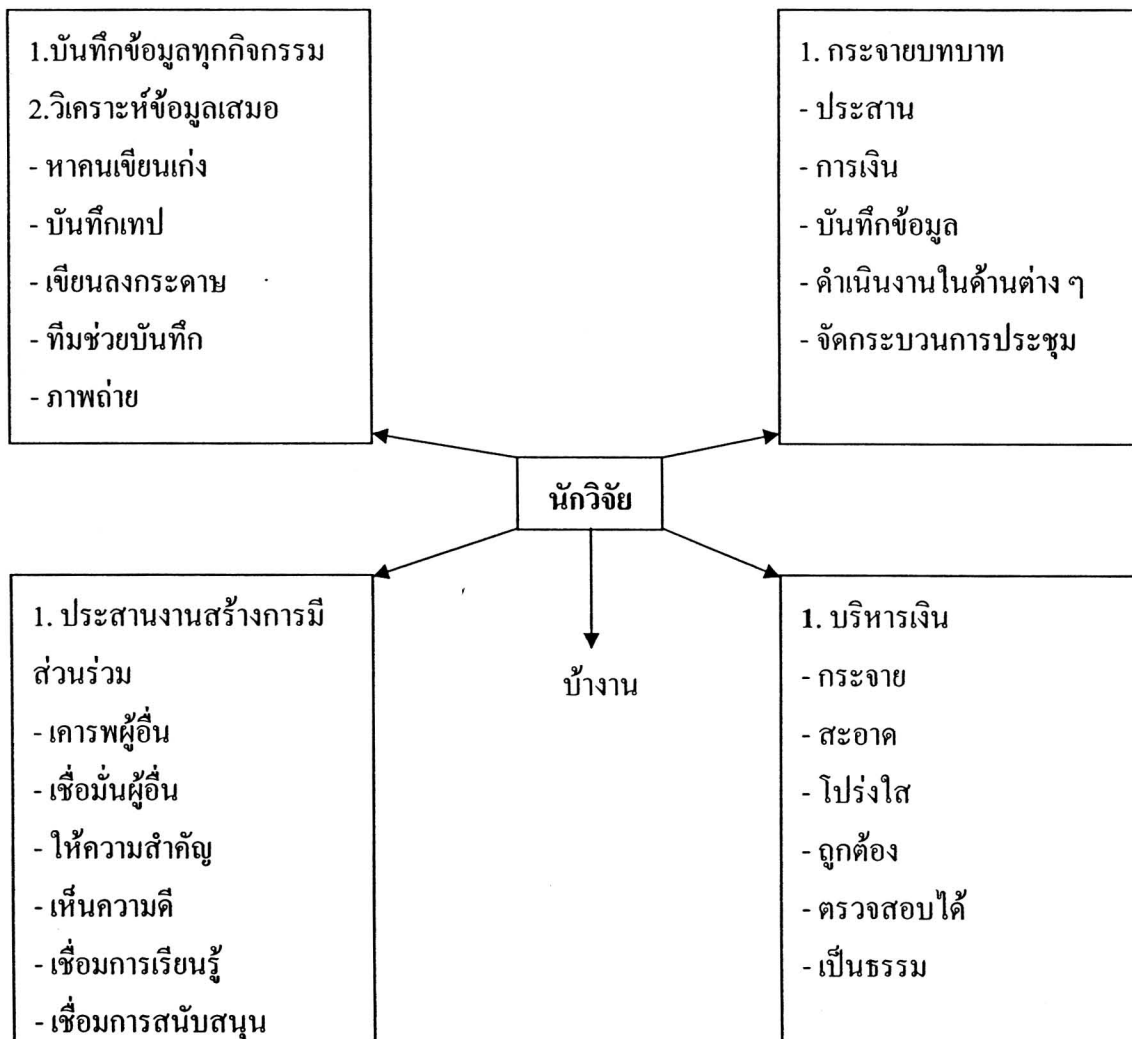 1.บันทึกข้อมูลทุกกิจกรรม
2.วิเคราะห์ข้อมูลเสมอ
- หาคนเขียนเก่ง
- บันทึกเทป
- เขียนลงกระดาษ
- ทีมช่วยบันทึก
- ภาพถ่าย
1. กระจายบทบาท
- ประสาน
- การเงิน
- บันทึกข้อมูล
- ดำเนินงานในด้านต่าง ๆ
- จัดกระบวนการประชุม
นักวิจัย
1. ประสานงานสร้างการมี
ส่วนร่วม
- เคารพผู้อื่น
- เชื่อมั่นผู้อื่น
- ให้ความสำคัญ
- เห็นความดี
- เชื่อมการเรียนรู้
- เชื่อมการสนับสนุน
บ้างาน
1. บริหารเงิน
- กระจาย
- สะอาด
- โปร่งใส
- ถูกต้อง
- ตรวจสอบได้
- เป็นธรรม